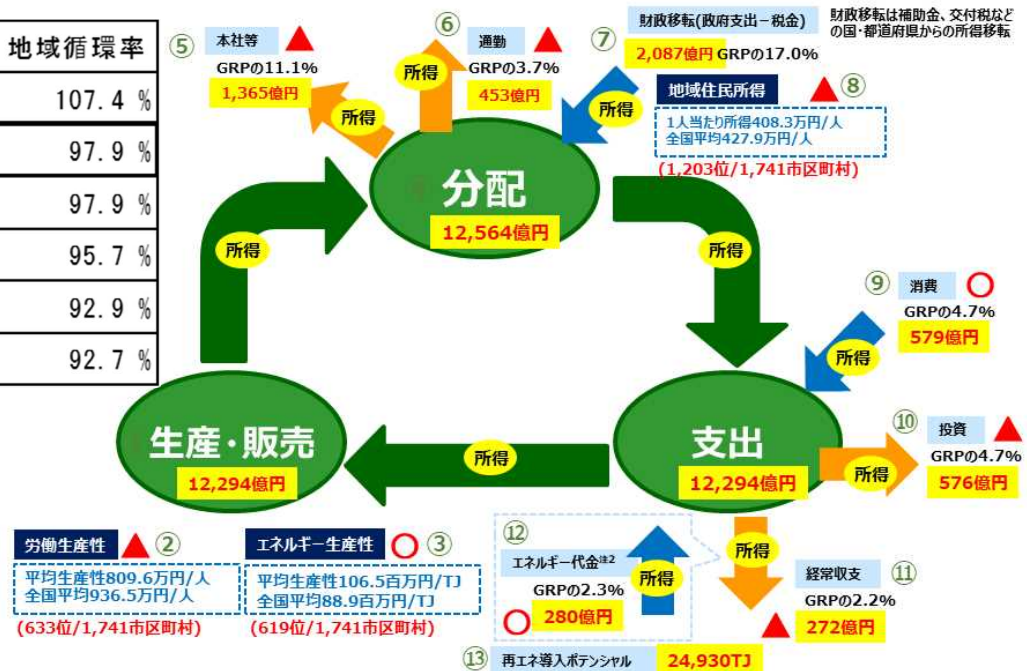 地域循環率
107.4 %
97.9 %
97.9 %
95.7 %
92.9 %
92.7 %
⑤ 本社等 ▲
GRPの11.1%
1,365億円
所得
⑥
通勤 ▲
GRPの3.7%
453億円
所得
⑦ 財政移転(政府支出－税金)
2,087億円 GRPの17.0%
所得
財政移転は補助金、交付税など
の国・都道府県からの所得移転
地域住民所得 ▲ ⑧
1人当たり所得408.3万円/人
全国平均427.9万円/人
(1,203位/1,741市区町村)
分配
12,564億円
所得
所得
⑨ 消費 ○
GRPの4.7%
579億円
所得
生産・販売
12,294億円
所得
支出
12,294億円
⑩ 投資 ▲
GRPの4.7%
576億円
所得
労働生産性 ▲ ②
平均生産性809.6万円/人
全国平均936.5万円/人
(633位/1,741市区町村)
エネルギー生産性 ○ ③
平均生産性106.5百万円/TJ
全国平均88.9百万円/TJ
(619位/1,741市区町村)
⑫
エネルギー代金注2
GRPの2.3%
○ 280億円
所得
所得
経常収支 ⑪
GRPの2.2%
▲ 272億円
⑬ 再エネ導入ポテンシャル 24,930TJ